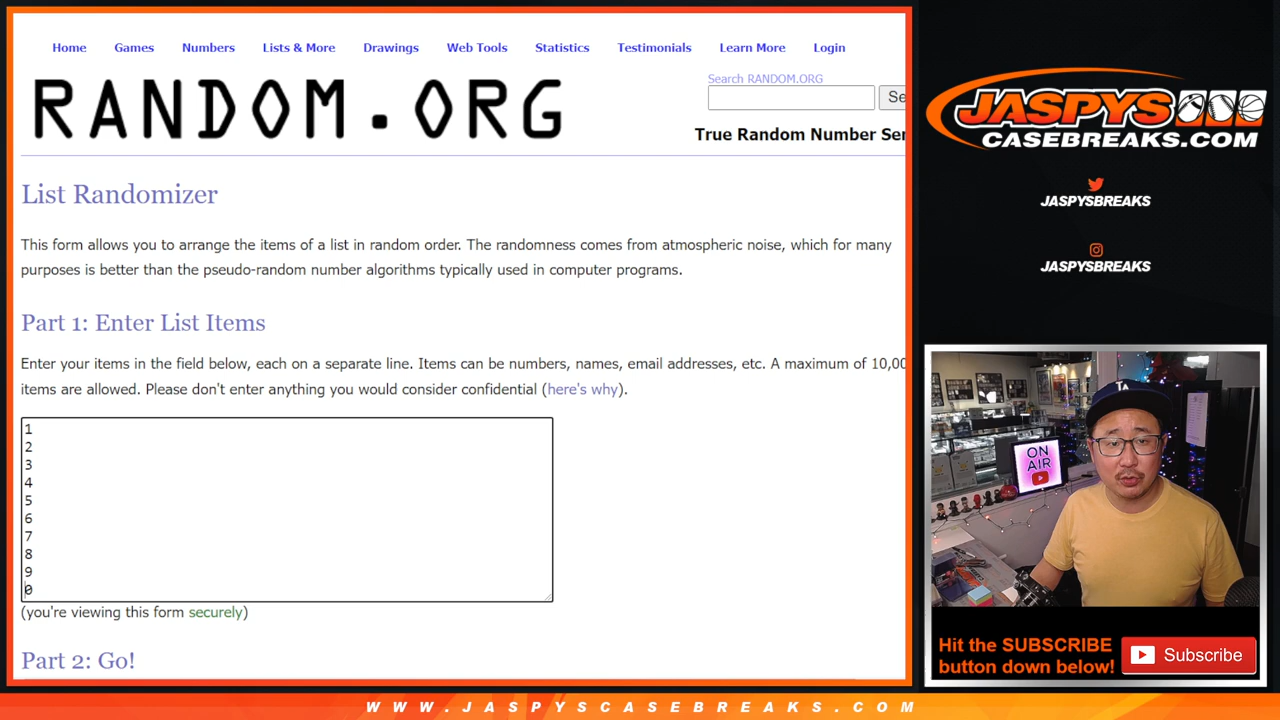 Home Games Numbers Lists & More Drawings Web Tools Statistics Testimonials Learn More Login
RANDOM.ORG
Search RANDOM.ORG
Se
True Random Number Ser
List Randomizer
This form allows you to arrange the items of a list in random order. The randomness comes from atmospheric noise, which for many
purposes is better than the pseudo-random number algorithms typically used in computer programs.
Part 1: Enter List Items
Enter your items in the field below, each on a separate line. Items can be numbers, names, email addresses, etc. A maximum of 10,00
items are allowed. Please don't enter anything you would consider confidential (here's why).
1
2
3
4
5
6
7
8
9
0
(you're viewing this form securely)
Part 2: Go!
JASPYS
CASEBREAKS.COM
JASPYSBREAKS
JASPYSBREAKS
ON
AIR
TA
Hit the SUBSCRIBE
button down below!
Subscribe
WWW.JASPYSCASEBREAKS.COM